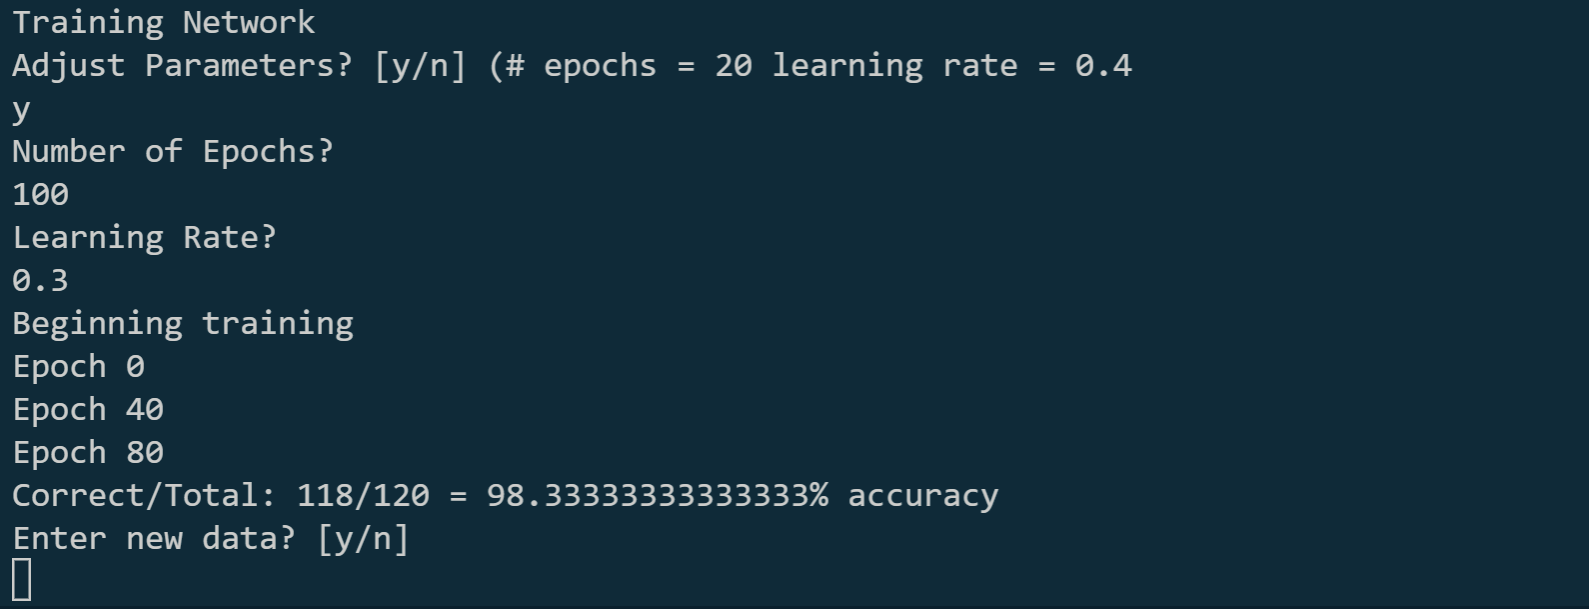 Training Network
Adjust Parameters? [y/n] (# epochs = 20 learning rate = 0.4
y
Number of Epochs?
100
Learning Rate?
0.3
Beginning training
Epoch 0
Epoch 40
Epoch 80
Correct/Total: 118/120 = 98.33333333333333% accuracy
Enter new data? [y/n]